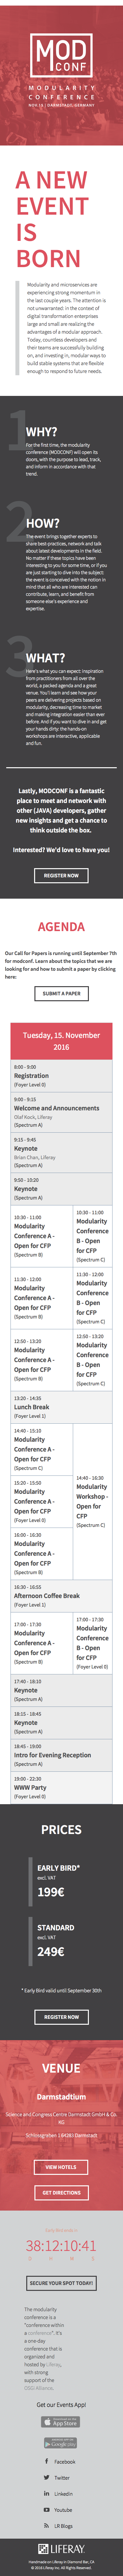 MOD
CONF
MODULARITY
CONFERENCE
NOV 15 | DARMSTADT, GERMANY
A NEW
EVENT
IS
BORN
Modularity and microservices are
experiencing strong momentum in
the last couple years. The attention is
not unwarranted: in the context of
digital transformation enterprises
large and small are realizing the
advantages of a modular approach.
Today, countless developers and
their teams are successfully building
on, and investing in, modular ways to
build stable systems that are flexible
enough to respond to future needs.
1
WHY?
For the first time, the modularity
conference (MODCONF) will open its
doors, with the purpose to lead, track,
and inform in accordance with that
trend.
2
HOW?
The event brings together experts to
share best-practices, network and talk
latest developments in the field.
No matter if these topics have been
interesting to you for some time, or if you
are just starting to dive into the subject:
the event is conceived with the notion in
mind that all who are interested can
contribute, learn, and benefit from
someone else's experience and
expertise.
3
WHAT?
Here's what you can expect: Inspiration
from practitioners from all over the
world, a packed agenda and a great
venue. You'll learn and see how your
peers are delivering projects based on
modularity, decreasing time to market
and making integration easier than ever
before. And if you want to dive in and get
your hands dirty: the hands-on
workshops are interactive, applicable
and fun.
Lastly, MODCONF is a fantastic
place to meet and network with
other (JAVA) developers, gather
new insights and get a chance to
think outside the box.
Interested? We'd love to have you!
REGISTER NOW
AGENDA
Our Call for Papers is running until September 7th
for modconf. Learn about the topics that we are
looking for and how to submit a paper by clicking
here:
SUBMIT A PAPER
Tuesday, 15. November
2016
8:00 - 9:00
Registration
(Foyer Level 0)
9:00 - 9:15
Welcome and Announcements
Olaf Kock, Liferay
(Spectrum A)
9:15 - 9:45
Keynote
Brian Chan, Liferay
(Spectrum A)
9:50 - 10:20
Keynote
(Spectrum A)
10:30 - 11:00
Modularity
Conference A -
Open for CFP
(Spectrum B)
10:30 - 11:00
Modularity
Conference
B - Open
for CFP
(Spectrum C)
11:30 - 12:00
Modularity
Conference A -
Open for CFP
(Spectrum B)
11:30 - 12:00
Modularity
Conference
B - Open
for CFP
(Spectrum C)
12:50 - 13:20
Modularity
Conference A -
Open for CFP
(Spectrum B)
12:50 - 13:20
Modularity
Conference
B - Open
for CFP
(Spectrum C)
13:20 - 14:35
Lunch Break
(Foyer Level 1)
14:40 - 15:10
Modularity
Conference A -
Open for CFP
(Spectrum C)
15:20 - 15:50
Modularity
Conference A -
Open for CFP
(Foyer Level 0)
16:00 - 16:30
Modularity
Conference A -
Open for CFP
(Spectrum B)
14:40 - 16:30
Modularity
Workshop -
Open for
CFP
(Spectrum C)
16:30 - 16:55
Afternoon Coffee Break
(Foyer Level 1)
17:00 - 17:30
Modularity
Conference A -
Open for CFP
(Spectrum B)
17:00 - 17:30
Modularity
Conference
B - Open
for CFP
(Foyer Level 0)
17:40 - 18:10
Keynote
(Spectrum A)
18:15 - 18:45
Keynote
(Spectrum A)
18:45 - 19:00
Intro for Evening Reception
(Spectrum A)
19:00 - 22:30
WWW Party
(Foyer Level 0)
PRICES
EARLY BIRD*
excl. VAT
199€
STANDARD
excl. VAT
249€
* Early Bird valid until September 30th
REGISTER NOW
VENUE
Darmstadtium
Science and Congress Centre Darmstadt GmbH & Co.
KG
Schlossgraben 1, 64283 Darmstadt
VIEW HOTELS
GET DIRECTIONS
38:12:10:41
SECURE YOUR SPOT TODAY!
The modularity
conference is a
"conference within
a conference". It's
a one-day
conference that is
organized and
hosted by Liferay,
with strong
support of the
OSGi Alliance.
Get our Events App!
App Store
Google play
Facebook
Twitter
LinkedIn
Youtube
LR Blogs
LIFERAY.
Handmade on Liferay in Diamond Bar, CA
© 2016 Liferay Inc. All Rights Reserved.